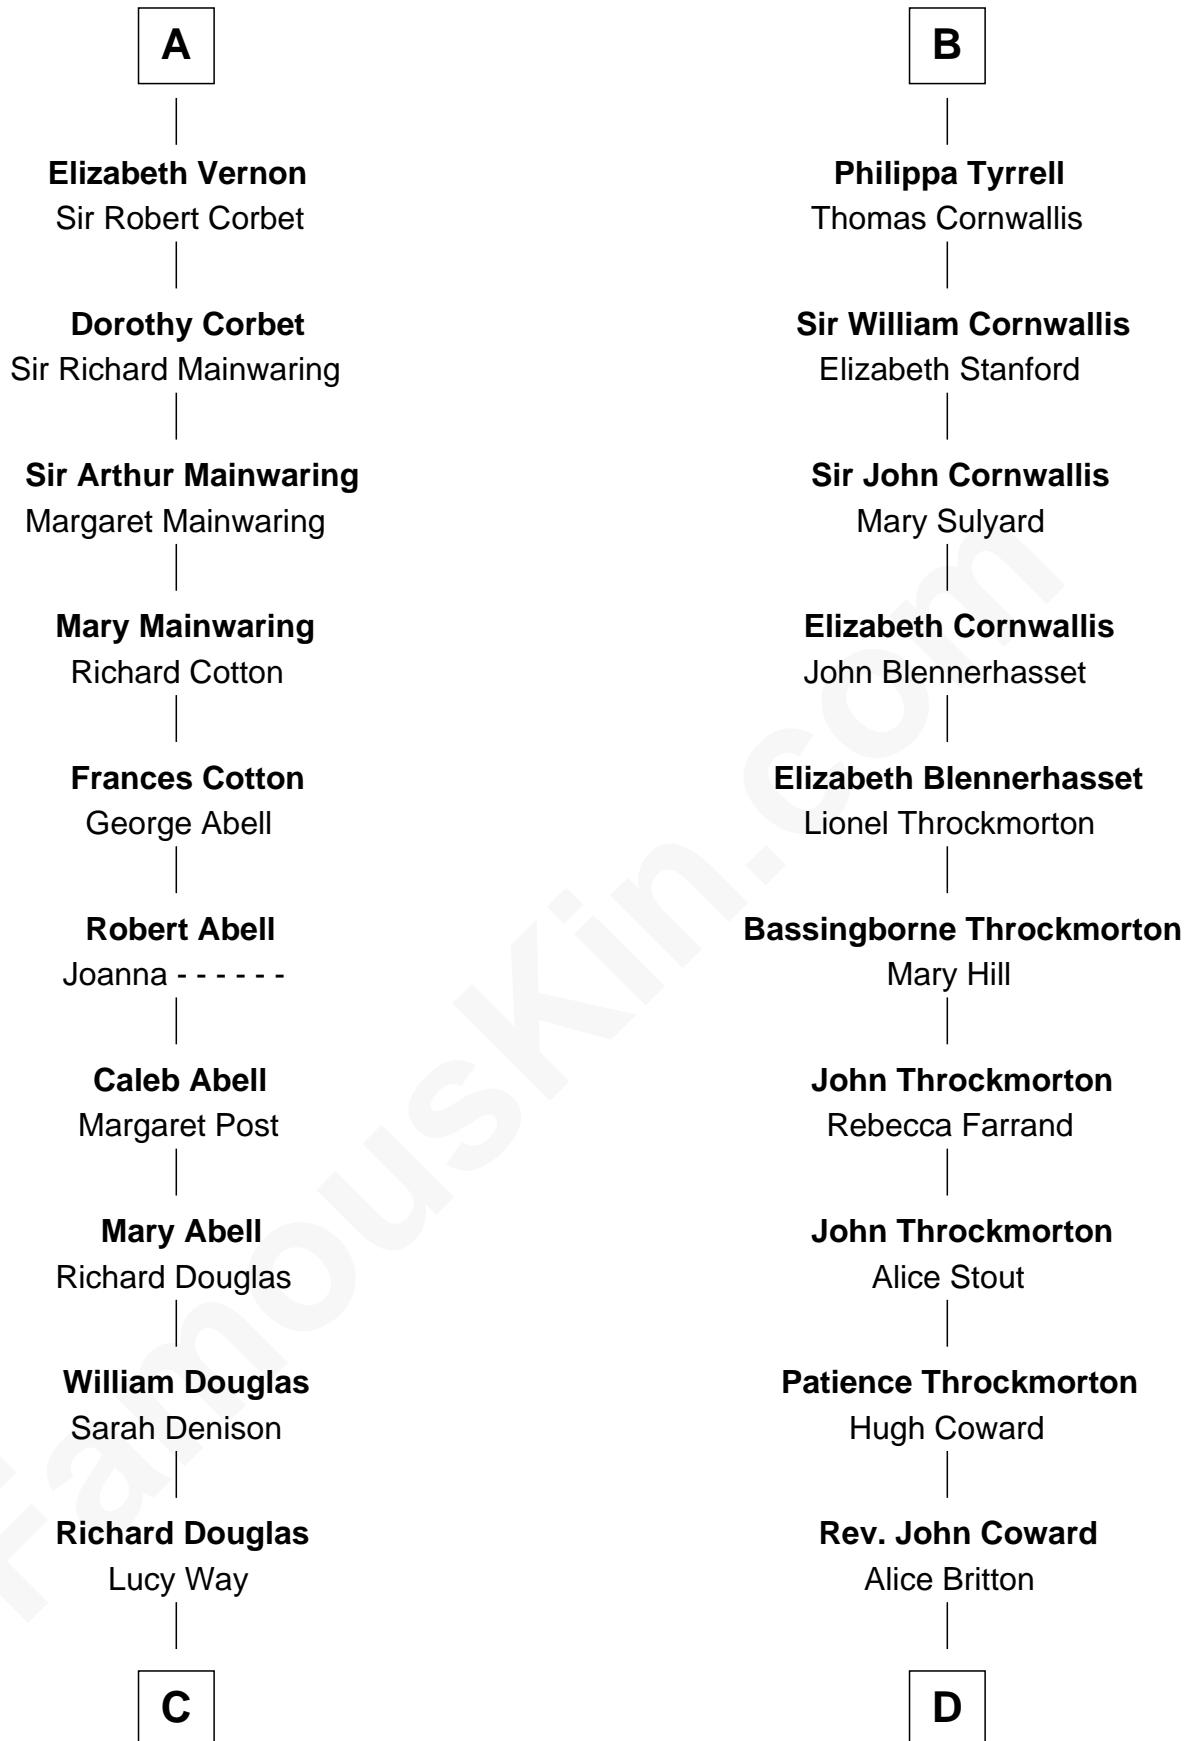 A
Elizabeth Vernon
Sir Robert Corbet
Dorothy Corbet
Sir Richard Mainwaring
Sir Arthur Mainwaring
Margaret Mainwaring
Mary Mainwaring
Richard Cotton
Frances Cotton
George Abell
Robert Abell
Joanna - - - - - -
Caleb Abell
Margaret Post
Mary Abell
Richard Douglas
William Douglas
Sarah Denison
Richard Douglas
Lucy Way
C
B
Philippa Tyrrell
Thomas Cornwallis
Sir William Cornwallis
Elizabeth Stanford
Sir John Cornwallis
Mary Sulyard
Elizabeth Cornwallis
John Blennerhasset
Elizabeth Blennerhasset
Lionel Throckmorton
Bassingborne Throckmorton
Mary Hill
John Throckmorton
Rebecca Farrand
John Throckmorton
Alice Stout
Patience Throckmorton
Hugh Coward
Rev. John Coward
Alice Britton
D
FamousKin.com